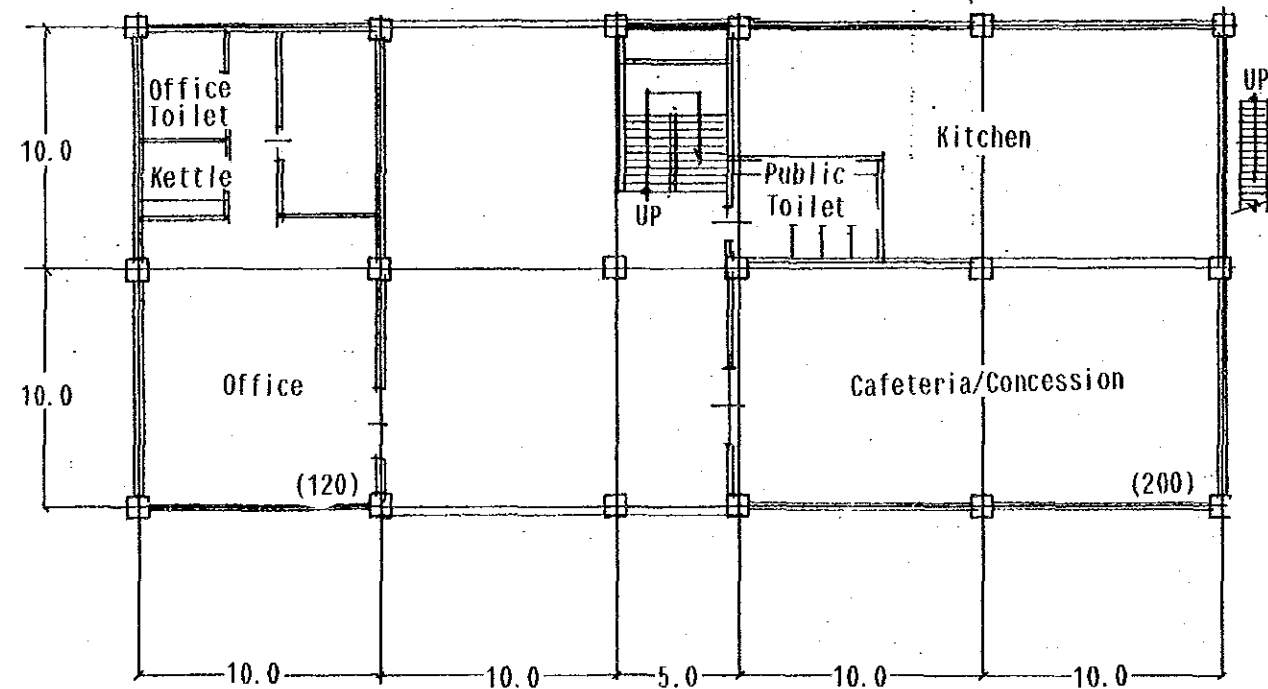 UP
Office
Toilet
10.0
Kitchen
Kettle
Public
Toilet
UP
10.0
Office
Cafeteria/Concession
(120)
(200)
10.0
10.0
5.0
10.0
10.0